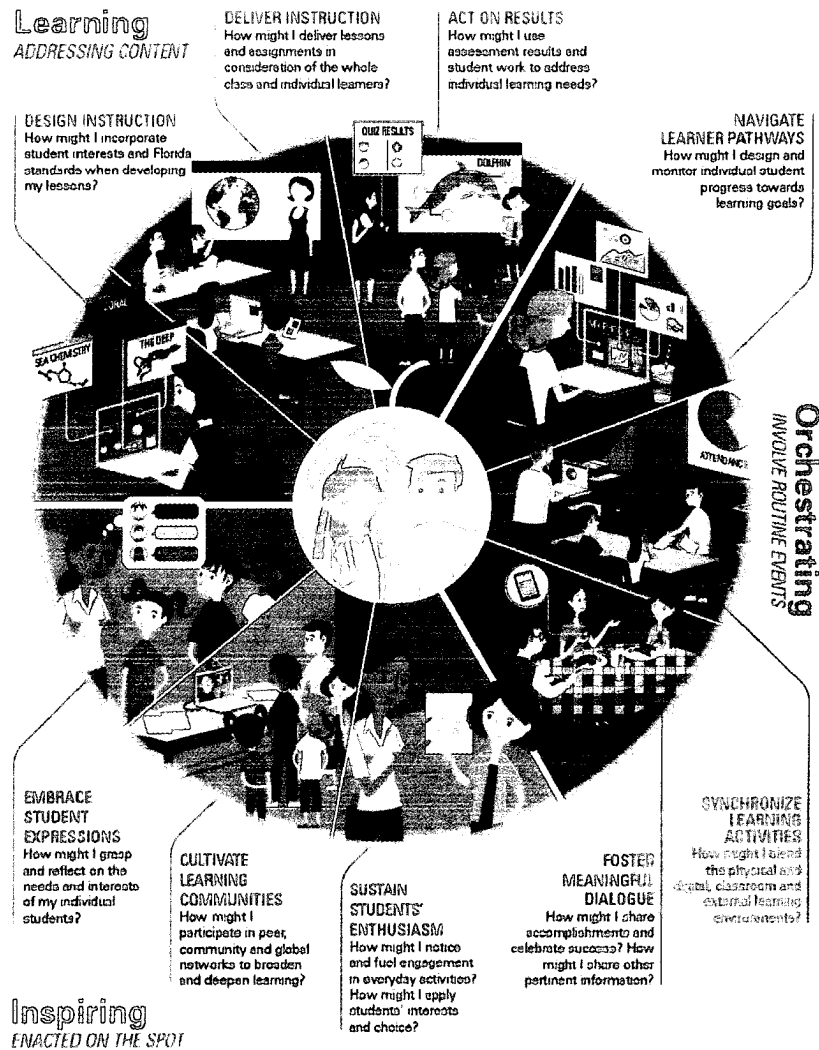 Learning
ADDRESSING CONTENT
DELIVER INSTRUCTION
How might I deliver lessons
and assignments in
consideration of the whole
class and individual learners?
ACT ON RESULTS
How might I use
assessment results and
student work to address
individual learning needs?
DESIGN INSTRUCTION
How might I incorporate
student interests and Florida
standards when developing
my lessons?
NAVIGATE
LEARNER PATHWAYS
How might I design and
monitor individual student
progress towards
learning goals?
QUIZ RESULTS
DOLPHIN
SEA CHEMISTRY
THE DEEP
ATTENDANCE
Orchestrating
INVOLVE ROUTINE EVENTS
EMBRACE
STUDENT
EXPRESSIONS
How might I grasp
and reflect on the
needs and interests
of my individual
students?
CULTIVATE
LEARNING
COMMUNITIES
How might I
participate in peer,
community and global
networks to broaden
and deepen learning?
SUSTAIN
STUDENTS'
ENTHUSIASM
How might I notice
and fuel engagement
in everyday activities?
How might I apply
students' interests
and choice?
FOSTER
MEANINGFUL
DIALOGUE
How might I share
accomplishments and
celebrate success? How
might I share other
pertinent information?
SYNCHRONIZE
LEARNING
ACTIVITIES
How might I blend
the physical and
digital, classroom and
external learning
environments?
Inspiring
ENACTED ON THE SPOT